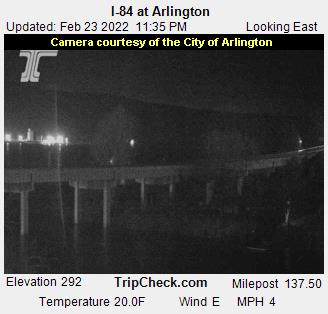 I-84 at Arlington
Updated: Feb 23 2022 11:35 PM Looking East
Camera courtesy of the City of Arlington
Elevation 292 TripCheck.com Milepost 137.50
Temperature 20.0F Wind E MPH 4